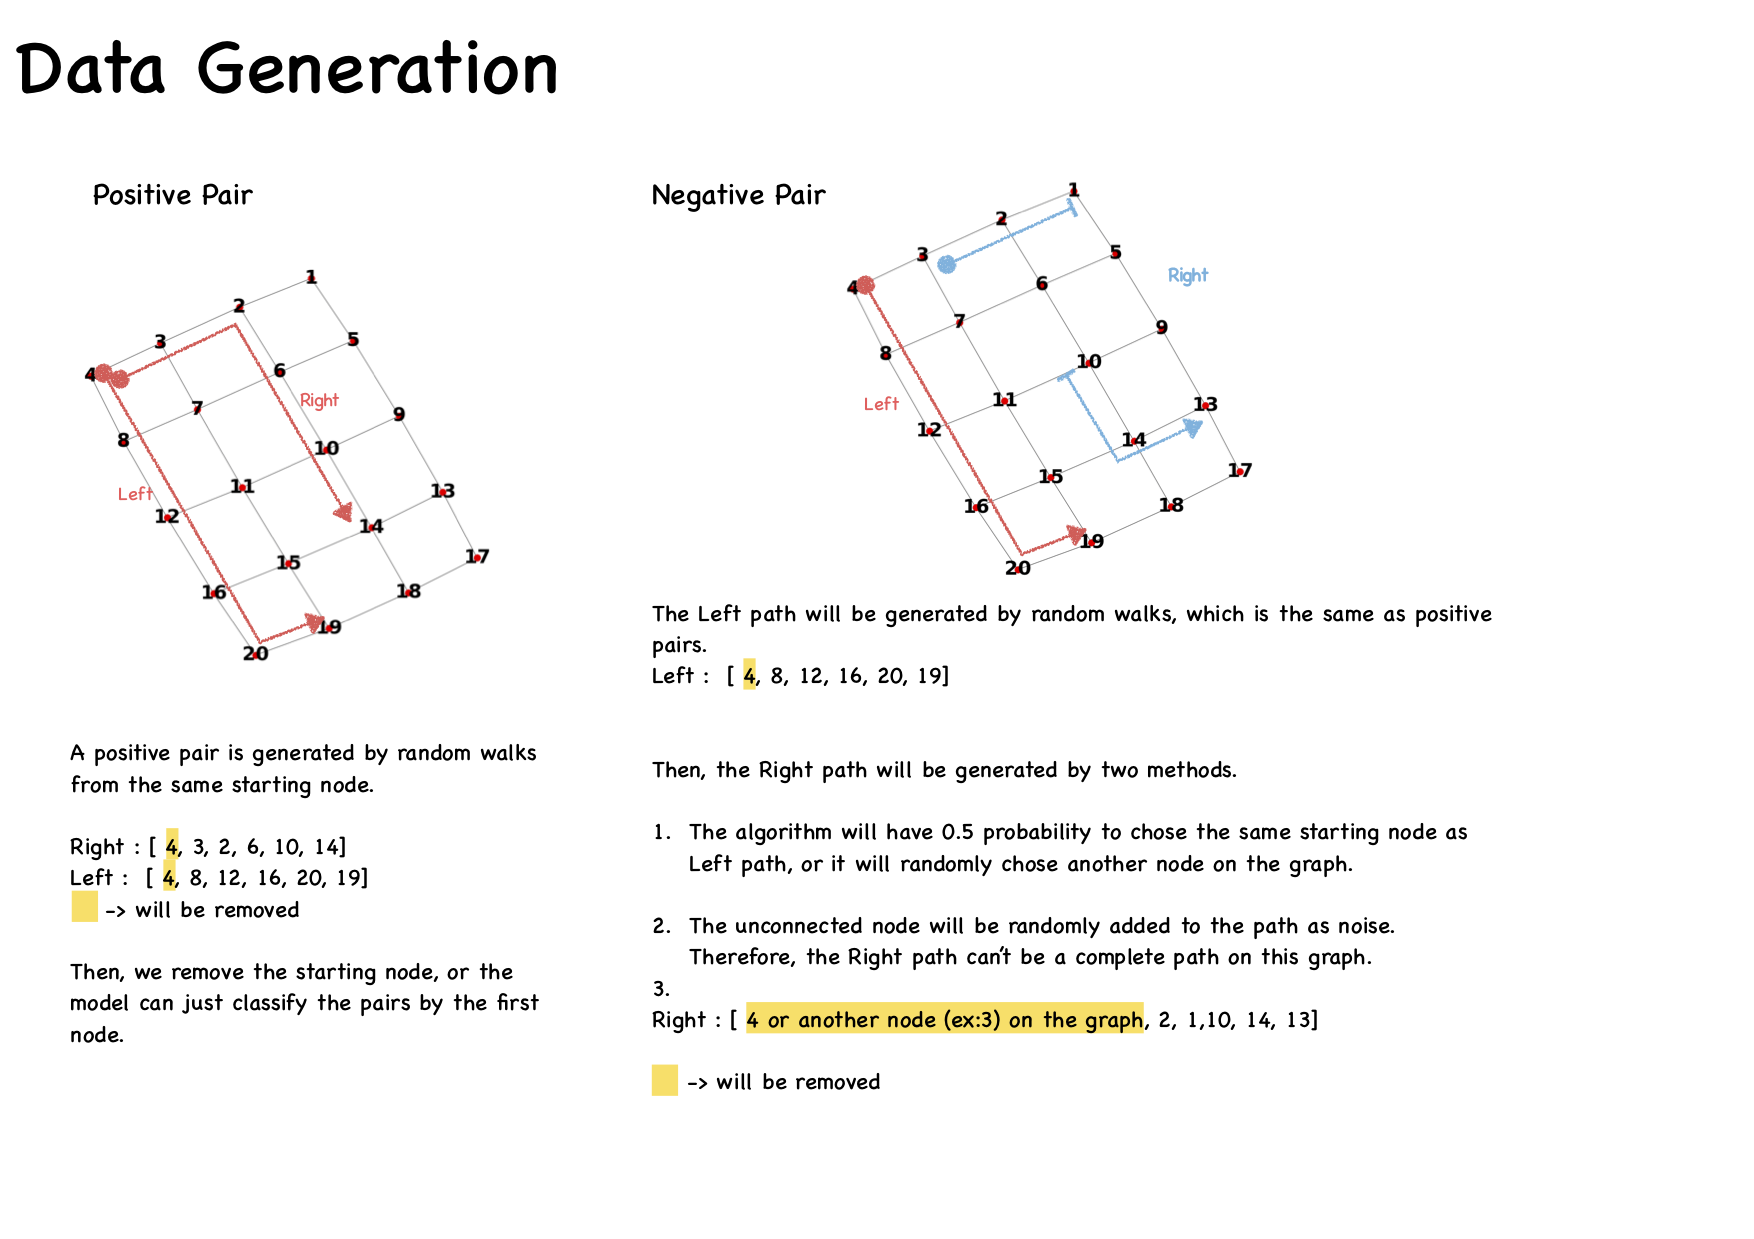 Data Generation
Positive Pair
1
2
3
5
4
6
Right
7
9
8
10
Left
11
13
12
14
15
17
16
18
19
20
A positive pair is generated by random walks
from the same starting node.
Right : [ 4, 3, 2, 6, 10, 14]
Left :  [ 4, 8, 12, 16, 20, 19]
-> will be removed
Then, we remove the starting node, or the
model can just classify the pairs by the first
node.
Negative Pair
1
2
3
5
Right
4
6
7
9
8
10
Left
11
13
12
14
15
17
16
18
19
20
The Left path will be generated by random walks, which is the same as positive
pairs.
Left :  [ 4, 8, 12, 16, 20, 19]
Then, the Right path will be generated by two methods.
1. The algorithm will have 0.5 probability to chose the same starting node as
Left path, or it will randomly chose another node on the graph.
2. The unconnected node will be randomly added to the path as noise.
Therefore, the Right path can't be a complete path on this graph.
3.
Right : [ 4 or another node (ex:3) on the graph, 2, 1,10, 14, 13]
-> will be removed